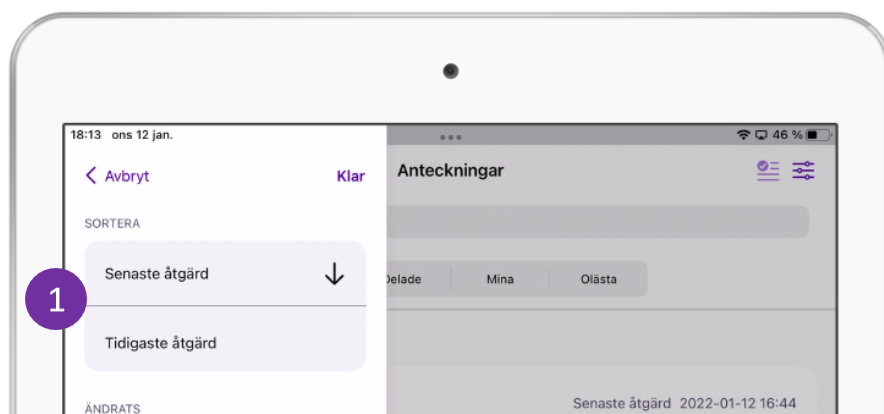 18:13 ons 12 jan.
46 %
Avbryt
Klar
Anteckningar
SORTERA
Senaste åtgärd
Delade
Mina
Olästa
1
Tidigaste åtgärd
ÄNDRATS
Senaste åtgärd 2022-01-12 16:44